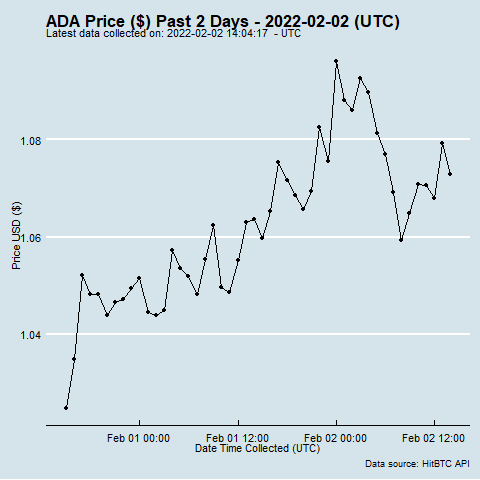 ADA Price ($) Past 2 Days - 2022-02-02 (UTC)
Latest data collected on: 2022-02-02 14:04:17 - UTC
1.08
1.06
1.04
Price USD ($)
Feb 01 00:00 Feb 01 12:00 Feb 02 00:00 Feb 02 12:00
Date Time Collected (UTC)
Data source: HitBTC API